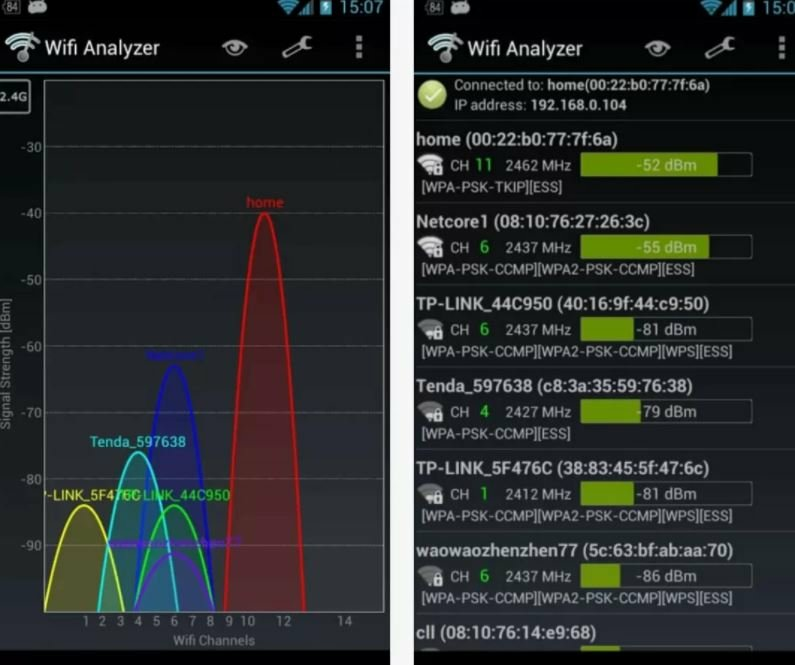 84
15:07
Wifi Analyzer
2.4G
-30
home
-40
-50
-60
Netcore1
-70
Tenda_597638
-80
-LINK_5F476C
-LINK_44C950
-90
Signal Strength [dBm]
1 2 3 4 5 6 7 8 9 10 12 14
Wifi Channels
84
15:0
Wifi Analyzer
Connected to: home(00:22:b0:77:7f:6a)
IP address: 192.168.0.104
home (00:22:b0:77:7f:6a)
CH 11 2462 MHz -52 dBm
[WPA-PSK-TKIP][ESS]
Netcore1 (08:10:76:27:26:3c)
CH 6 2437 MHz -55 dBm
[WPA-PSK-CCMP][WPA2-PSK-CCMP][ESS]
TP-LINK_44C950 (40:16:9f:44:c9:50)
CH 6 2437 MHz -81 dBm
[WPA-PSK-CCMP][WPA2-PSK-CCMP][WPS][ESS]
Tenda_597638 (c8:3a:35:59:76:38)
CH 4 2427 MHz -79 dBm
[WPA-PSK-CCMP][ESS]
TP-LINK_5F476C (38:83:45:5f:47:6c)
CH 1 2412 MHz -81 dBm
[WPA-PSK-CCMP][WPA2-PSK-CCMP][WPS][ESS]
waowaozhenzhen77 (5c:63:bf:ab:aa:70)
CH 6 2437 MHz -86 dBm
[WPA-PSK-CCMP][WPA2-PSK-CCMP][WPS][ESS]
cll (08:10:76:14:e9:68)